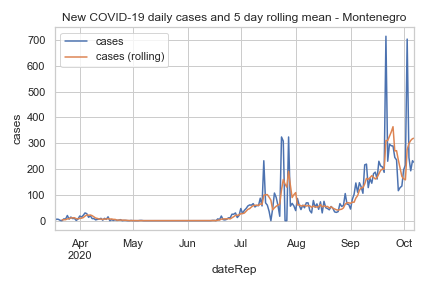 New COVID-19 daily cases and 5 day rolling mean - Montenegro
cases
cases (rolling)
700
600
500
400
300
200
100
0
cases
Apr
2020
May
Jun
Jul
Aug
Sep
Oct
dateRep